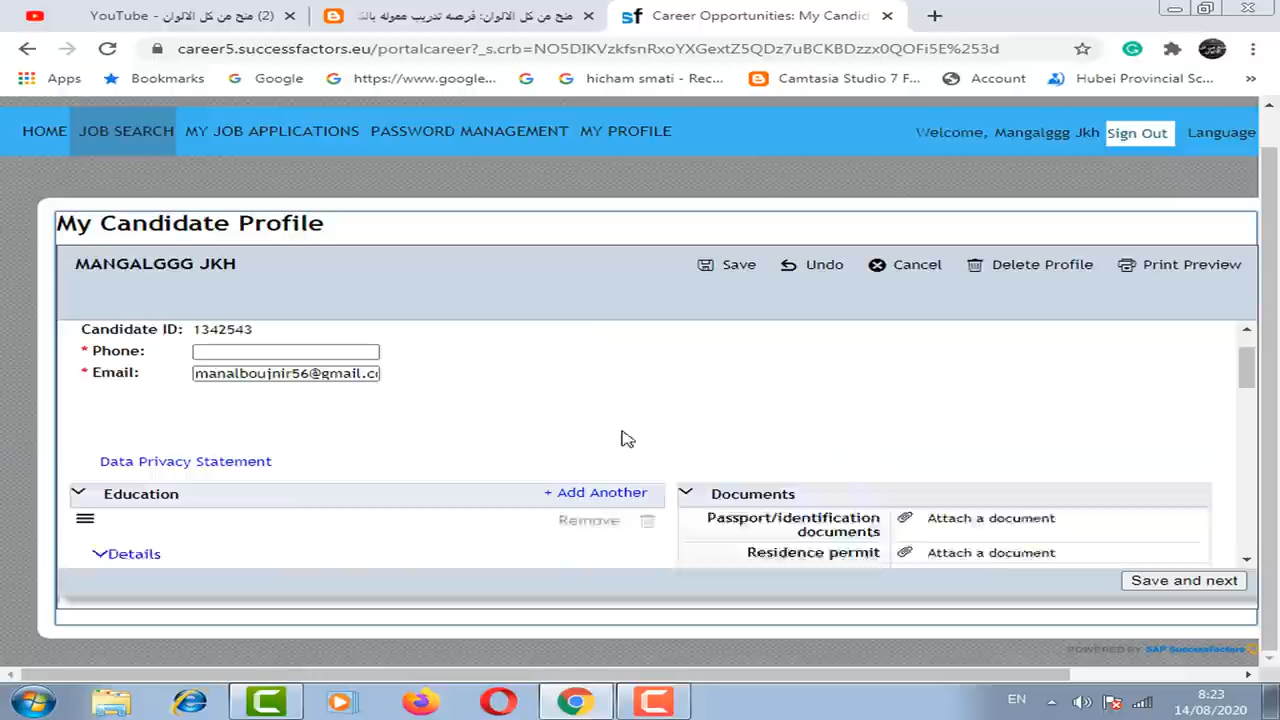 YouTube - منح من كل الالوان (2)
منح من كل الالوان: فرصه تدريب ممولة بالك
sf Career Opportunities: My Candid
career5.successfactors.eu/portalcareer?_s.crb=NO5DIKVzkfsnRxoYXGextZ5QDz7uBCKBDzzx0QOFi5E%253d
Apps Bookmarks Google https://www.google... hicham smati - Rec... Camtasia Studio 7 F... Account Hubei Provincial Sc... »
HOME JOB SEARCH MY JOB APPLICATIONS PASSWORD MANAGEMENT MY PROFILE Welcome, Mangalggg Jkh Sign Out Language
My Candidate Profile
MANGALGGG JKH Save Undo Cancel Delete Profile Print Preview
Candidate ID: 1342543
* Phone:
* Email: manalboujnir56@gmail.c
Data Privacy Statement
Education + Add Another Documents
Remove Passport/identification documents Attach a document
Details Residence permit Attach a document
Save and next
POWERED BY SAP SuccessFactors
EN 8:23
14/08/2020